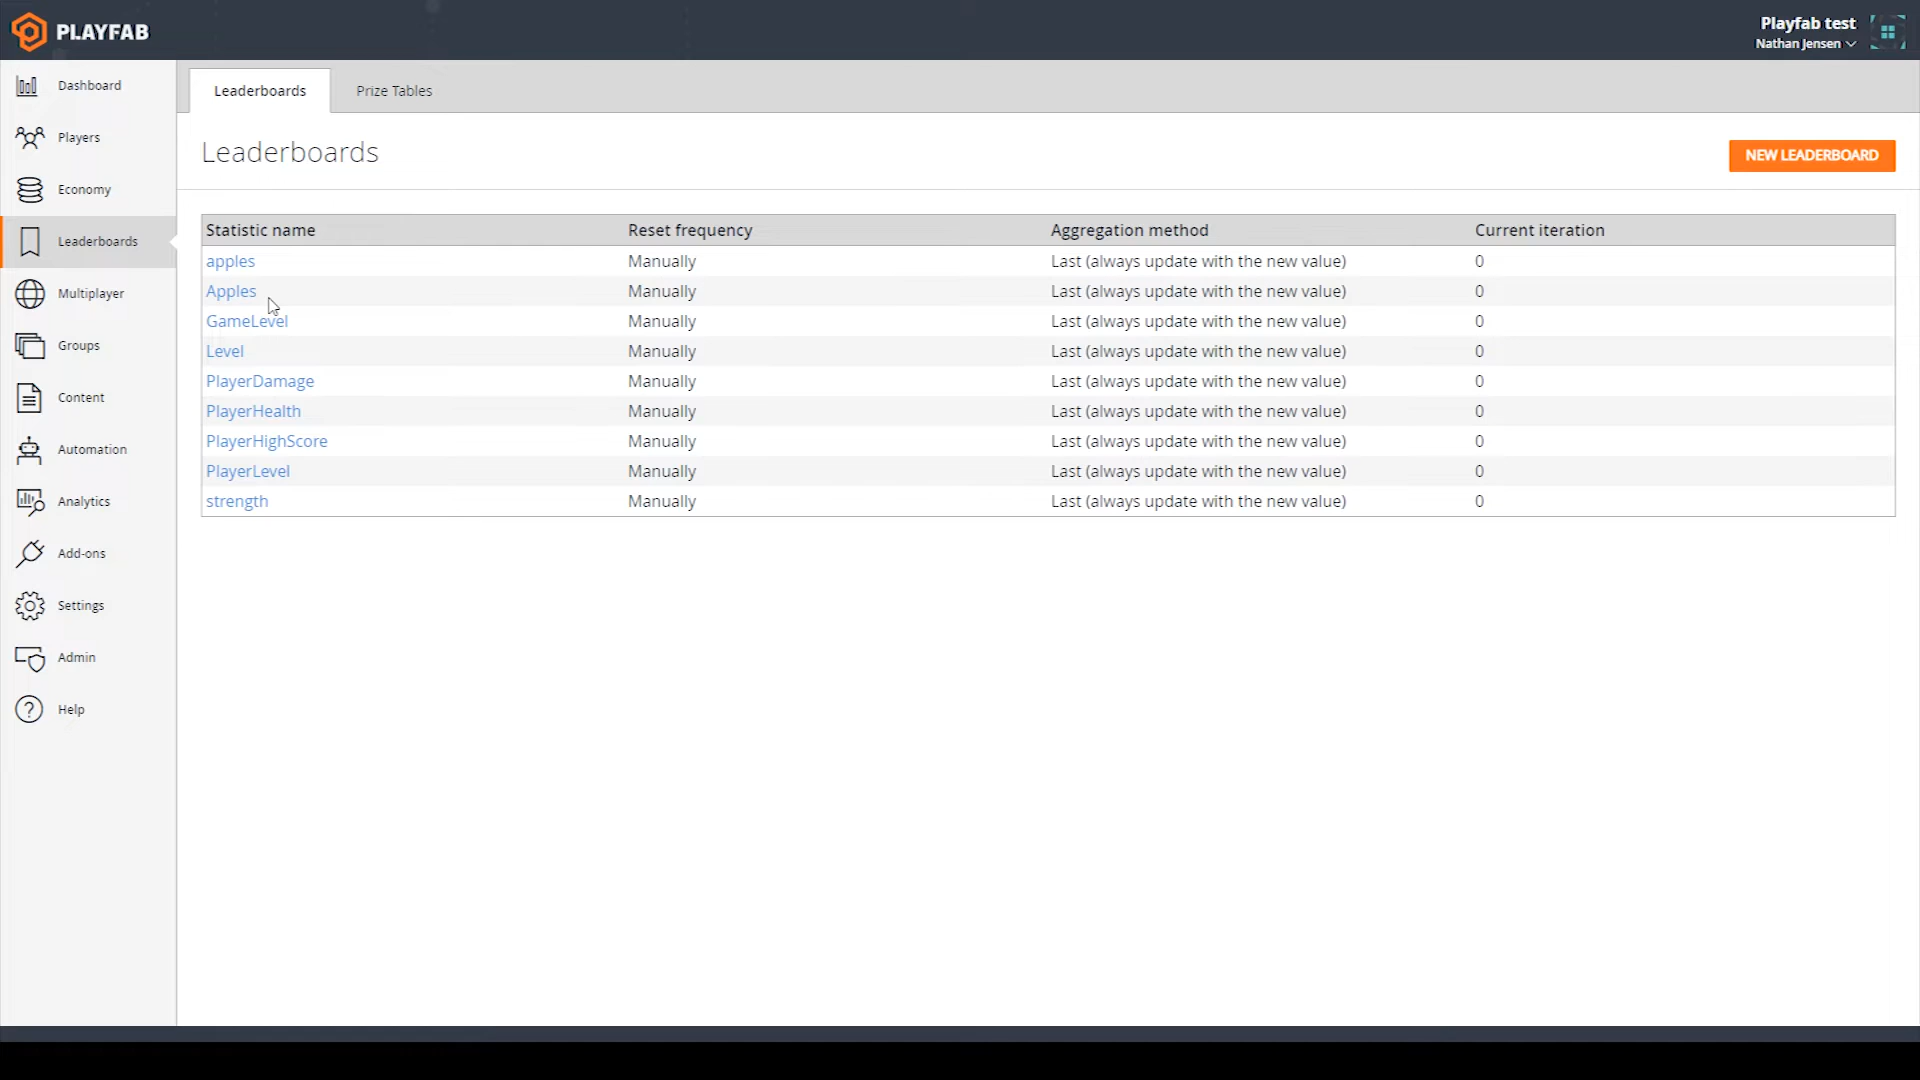 PLAYFAB
Playfab test
Nathan Jensen
Dashboard
Players
Economy
Leaderboards
Multiplayer
Groups
Content
Automation
Analytics
Add-ons
Settings
Admin
Help
Leaderboards Prize Tables
Leaderboards
NEW LEADERBOARD
Statistic name Reset frequency Aggregation method Current iteration
apples Manually Last (always update with the new value) 0
Apples Manually Last (always update with the new value) 0
GameLevel Manually Last (always update with the new value) 0
Level Manually Last (always update with the new value) 0
PlayerDamage Manually Last (always update with the new value) 0
PlayerHealth Manually Last (always update with the new value) 0
PlayerHighScore Manually Last (always update with the new value) 0
PlayerLevel Manually Last (always update with the new value) 0
strength Manually Last (always update with the new value) 0